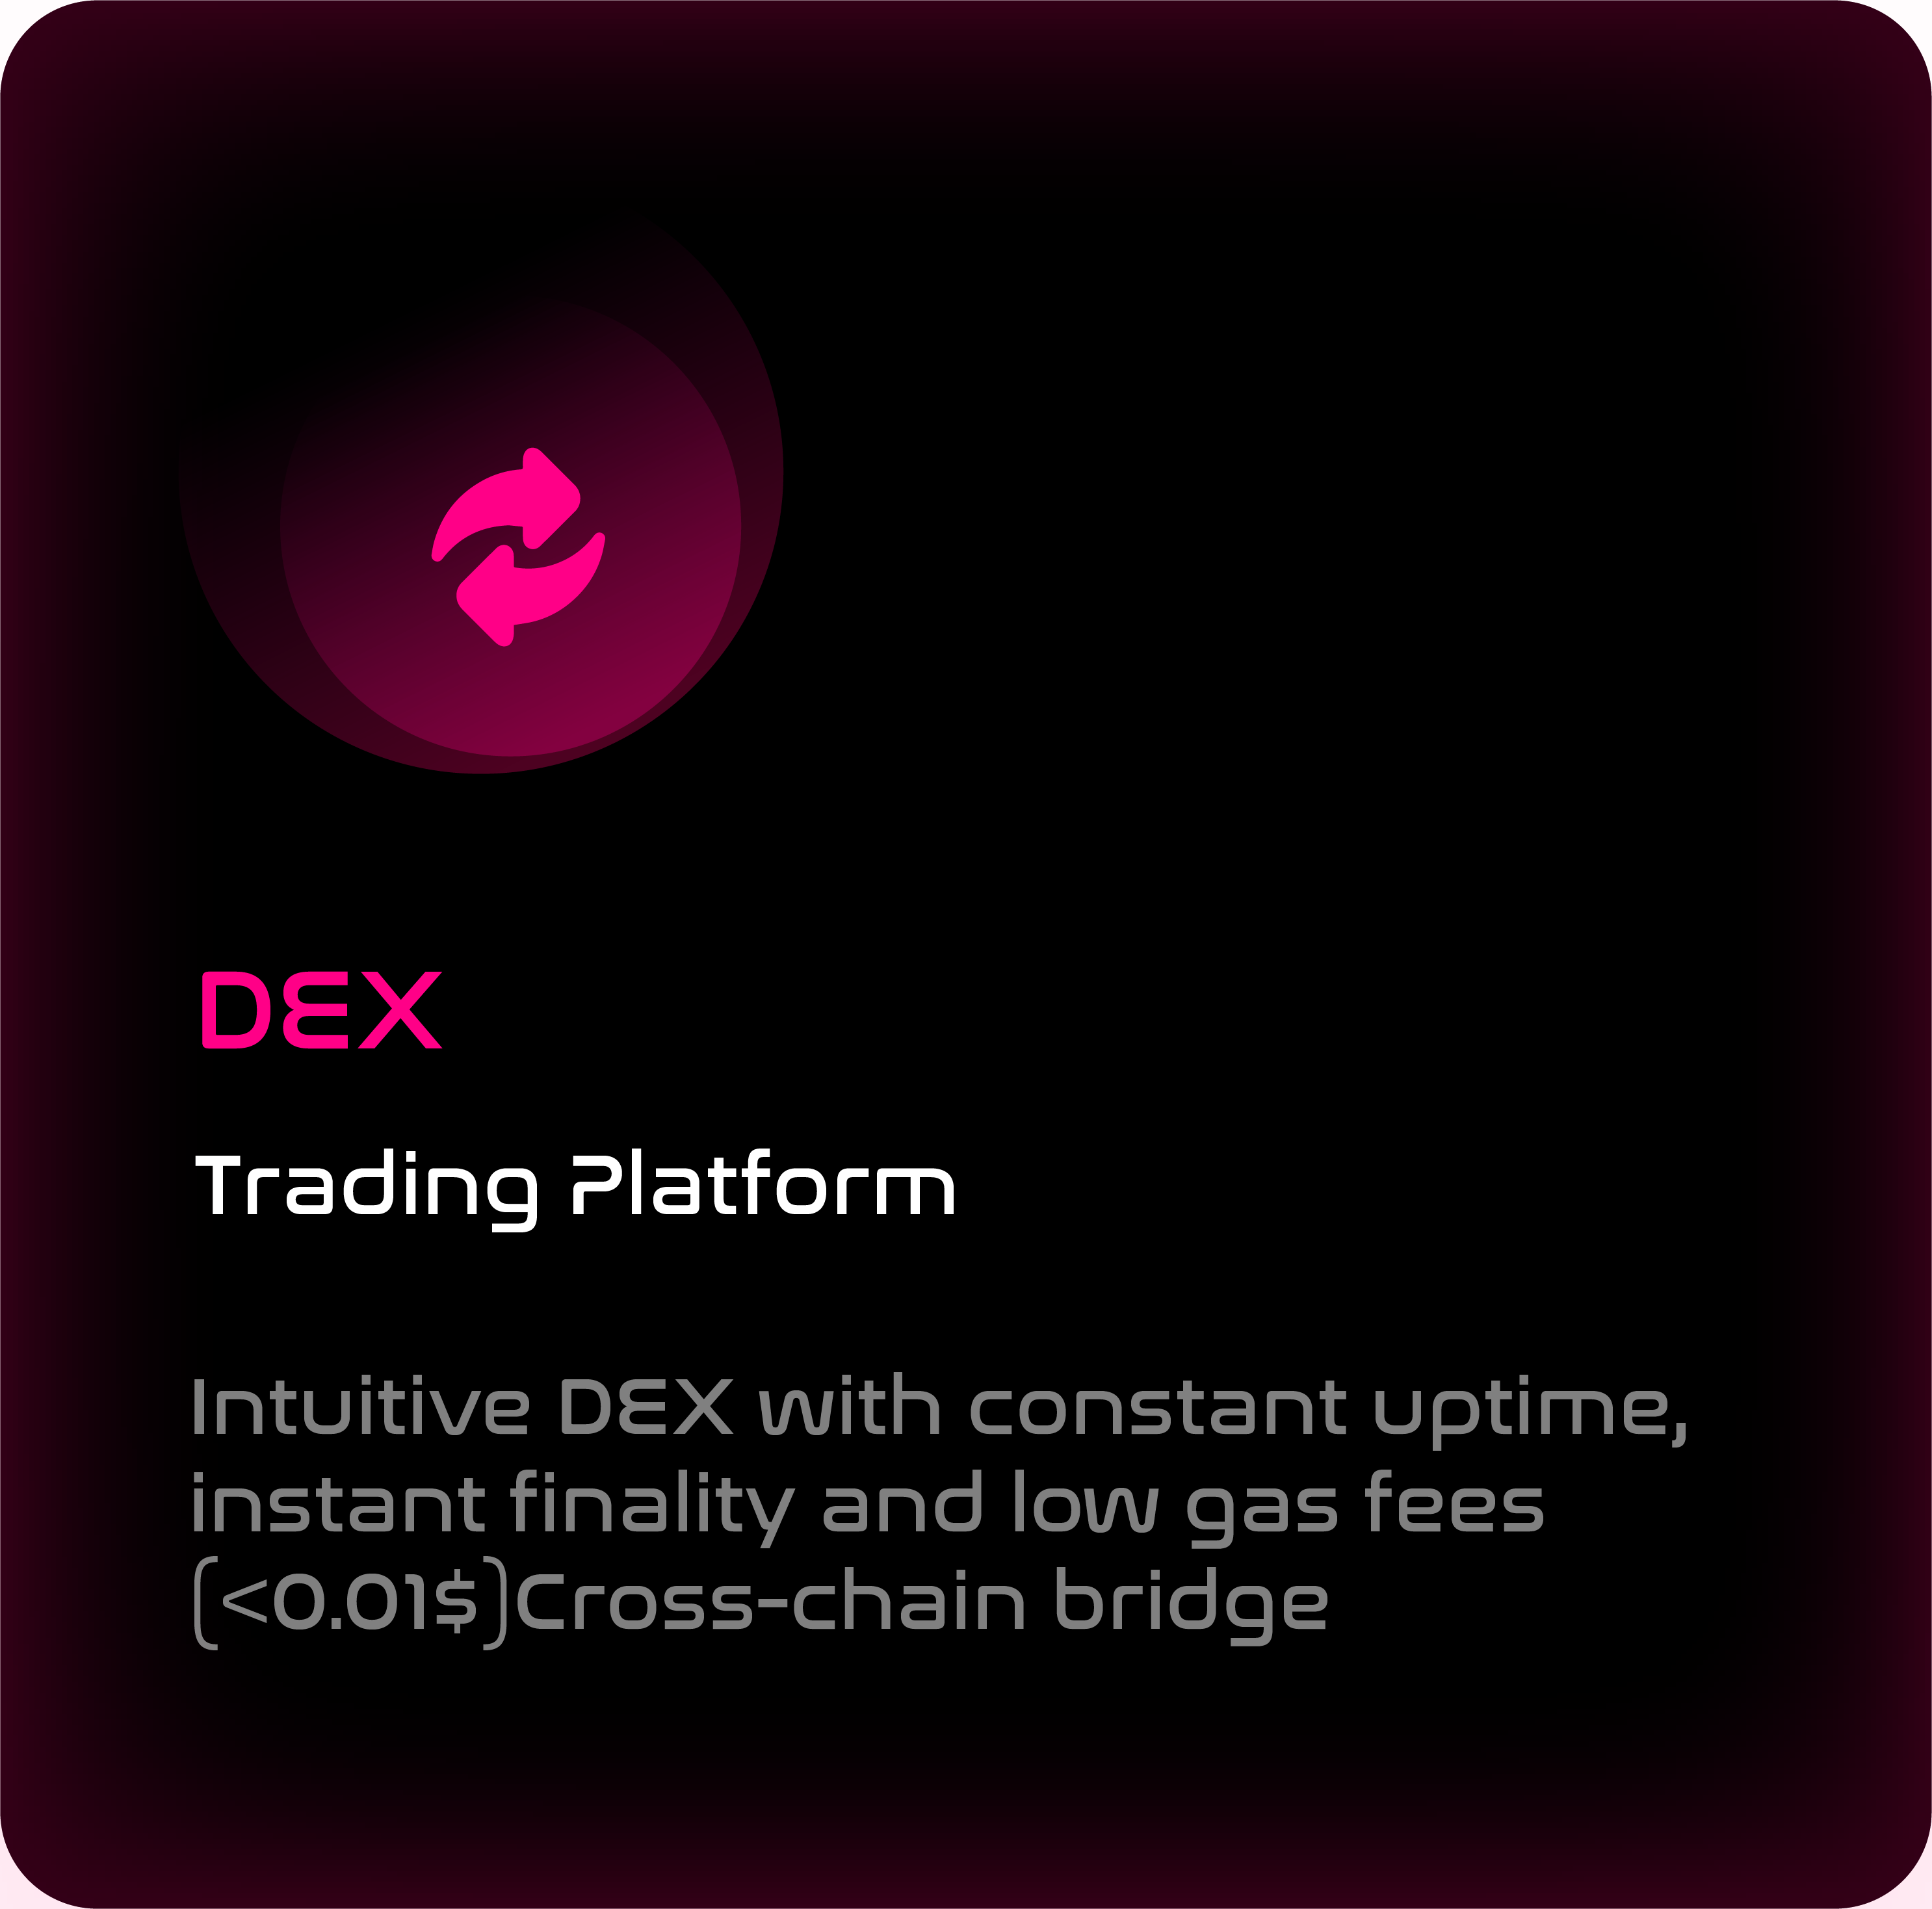 DEX
Trading Platform
Intuitive DEX with constant uptime,
instant finality and low gas fees
(<0.01$)Cross-chain bridge